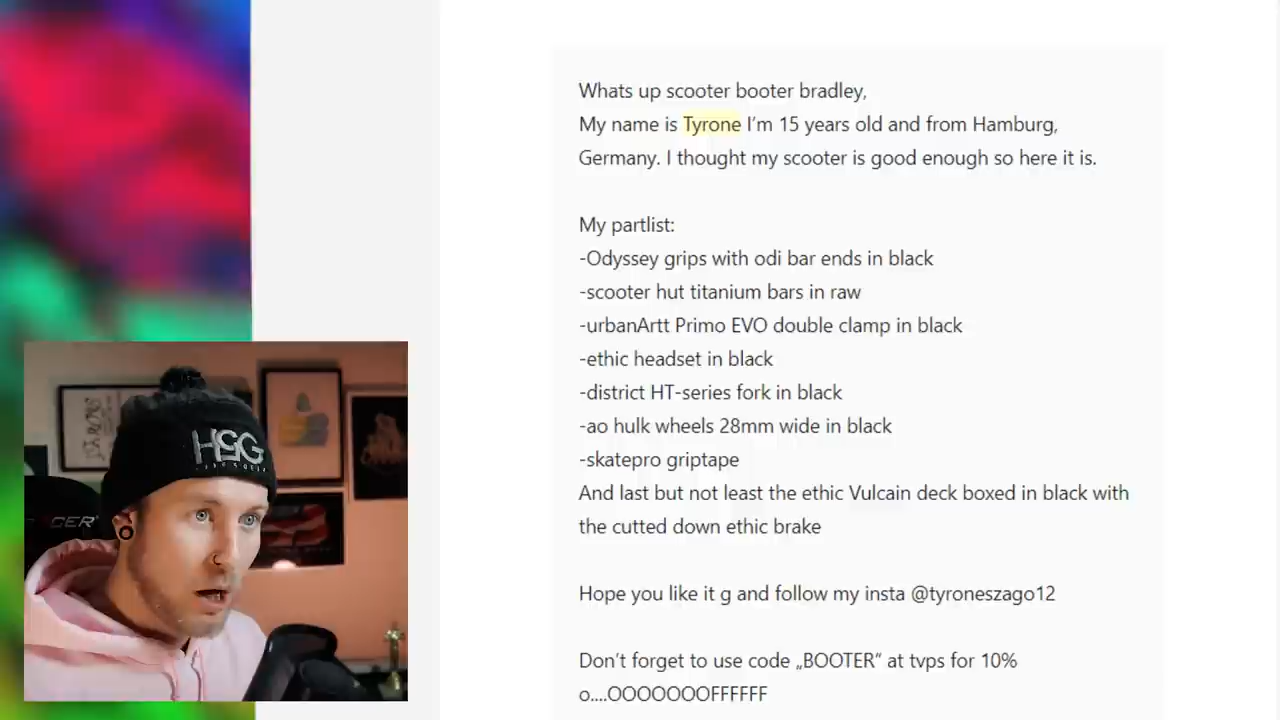 Whats up scooter booter bradley,
My name is Tyrone I'm 15 years old and from Hamburg,
Germany. I thought my scooter is good enough so here it is.
My partlist:
-Odyssey grips with odi bar ends in black
-scooter hut titanium bars in raw
-urbanArtt Primo EVO double clamp in black
-ethic headset in black
-district HT-series fork in black
-ao hulk wheels 28mm wide in black
-skatepro griptape
And last but not least the ethic Vulcain deck boxed in black with
the cutted down ethic brake
Hope you like it g and follow my insta @tyroneszago12
Don't forget to use code „BOOTER" at tvps for 10%
o....OOOOOOOFFFFFF
HSG